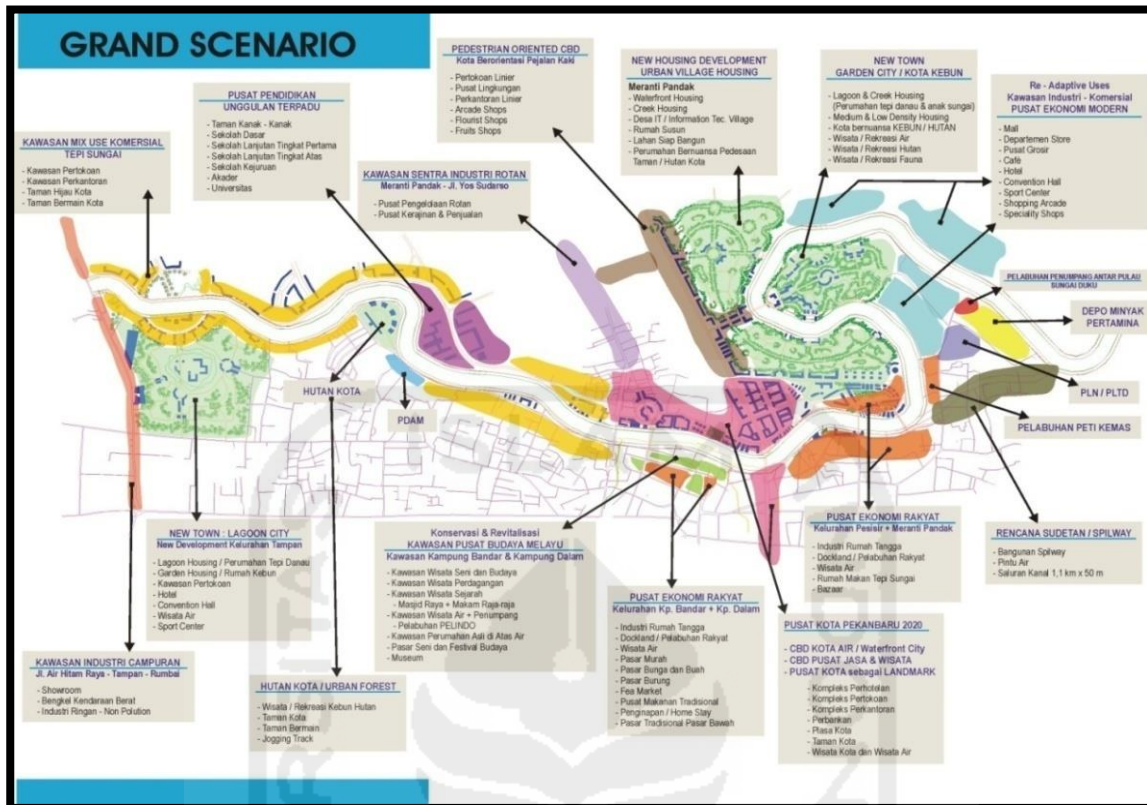 GRAND SCENARIO
PUSAT PENDIDIKAN
UNGGULAN TERPADU
- Taman Kanak - Kanak
- Sekolah Dasar
- Sekolah Lanjutan Tingkat Pertama
- Sekolah Lanjutan Tingkat Atas
- Sekolah Kejuruan
- Akader
- Universitas
PEDESTRIAN ORIENTED CBD
Kota Berorientasi Pejalan Kaki
- Pertokoan Linier
- Pusat Lingkungan
- Perkantoran Linier
- Arcade Shops
- Flourist Shops
- Fruits Shops
NEW HOUSING DEVELOPMENT
URBAN VILLAGE HOUSING
Meranti Pandak
- Waterfront Housing
- Creek Housing
- Desa IT / Information Tec. Village
- Rumah Susun
- Lahan Siap Bangun
- Perumahan Bernuansa Pedesaan
Taman / Hutan Kota
NEW TOWN
GARDEN CITY / KOTA KEBUN
- Lagoon & Creek Housing
(Perumahan tepi danau & anak sungai)
- Medium & Low Density Housing
- Kota bernuansa KEBUN / HUTAN
- Wisata / Rekreasi Air
- Wisata / Rekreasi Hutan
- Wisata / Rekreasi Fauna
Re - Adaptive Uses
Kawasan Industri - Komersial
PUSAT EKONOMI MODERN
- Mall
- Departemen Store
- Pusat Grosir
- Café
- Hotel
- Convention Hall
- Sport Center
- Shopping Arcade
- Speciality Shops
KAWASAN MIX USE KOMERSIAL
TEPI SUNGAI
- Kawasan Pertokoan
- Kawasan Perkantoran
- Taman Hijau Kota
- Taman Bermain Kota
KAWASAN SENTRA INDUSTRI ROTAN
Meranti Pandak - Jl. Yos Sudarso
- Pusat Pengelolaan Rotan
- Pusat Kerajinan & Penjualan
PELABUHAN PENUMPANG ANTAR PULAU
SUNGAI DUKU
DEPO MINYAK
PERTAMINA
PLN / PLTD
PELABUHAN PETI KEMAS
HUTAN KOTA
PDAM
NEW TOWN : LAGOON CITY
New Development Kelurahan Tampan
- Lagoon Housing / Perumahan Tepi Danau
- Garden Housing / Rumah Kebun
- Kawasan Pertokoan
- Hotel
- Convention Hall
- Wisata Air
- Sport Center
Konservasi & Revitalisasi
KAWASAN PUSAT BUDAYA MELAYU
Kawasan Kampung Bandar & Kampung Dalam
- Kawasan Wisata Seni dan Budaya
- Kawasan Wisata Perdagangan
- Kawasan Wisata Sejarah
- Masjid Raya + Makam Raja-raja
- Kawasan Wisata Air + Penumpang
- Pelabuhan PELINDO
- Kawasan Perumahan Asli di Atas Air
- Pasar Seni dan Festival Budaya
- Museum
PUSAT EKONOMI RAKYAT
Kelurahan Kp. Bandar + Kp. Dalam
- Industri Rumah Tangga
- Dockland / Pelabuhan Rakyat
- Wisata Air
- Pasar Murah
- Pasar Bunga dan Buah
- Pasar Burung
- Fea Market
- Pusat Makanan Tradisional
- Penginapan / Home Stay
- Pasar Tradisional Pasar Bawah
PUSAT EKONOMI RAKYAT
Kelurahan Pesisir + Meranti Pandak
- Industri Rumah Tangga
- Dockland / Pelabuhan Rakyat
- Wisata Air
- Rumah Makan Tepi Sungai
- Bazaar
RENCANA SUDETAN / SPILWAY
- Bangunan Spilway
- Pintu Air
- Saluran Kanal 1,1 km x 50 m
PUSAT KOTA PEKANBARU 2020
- CBD KOTA AIR / Waterfront City
- CBD PUSAT JASA & WISATA
- PUSAT KOTA sebagai LANDMARK
- Kompleks Perhotelan
- Kompleks Pertokoan
- Kompleks Perkantoran
- Perbankan
- Plasa Kota
- Taman Kota
- Wisata Kota dan Wisata Air
KAWASAN INDUSTRI CAMPURAN
Jl. Air Hitam Raya - Tampan - Rumbai
- Showroom
- Bengkel Kendaraan Berat
- Industri Ringan - Non Polution
HUTAN KOTA / URBAN FOREST
- Wisata / Rekreasi Kebun Hutan
- Taman Kota
- Taman Bermain
- Jogging Track
ISLAM